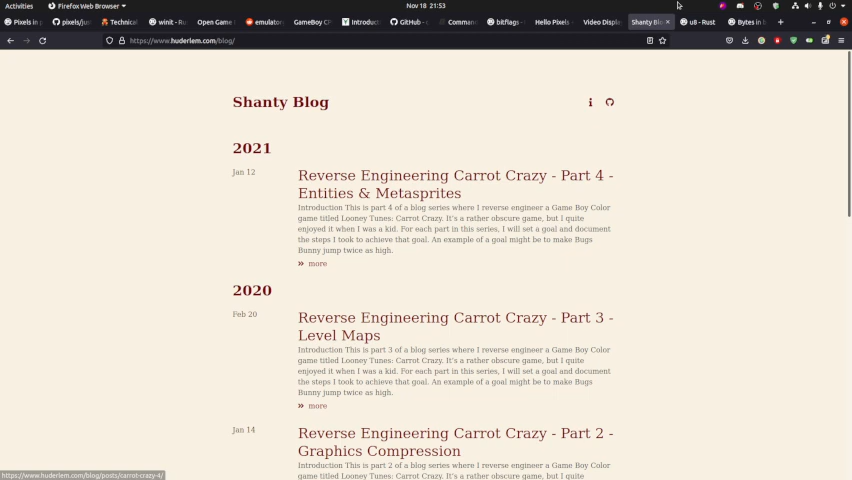 Activities Firefox Web Browser Nov 18 21:53
Pixels in p pixels/jus Technical winit - Ru Open Game emulator GameBoy CP Introduct GitHub - Comman bitflags - Hello Pixels Video Displa Shanty Blo × u8 - Rust Bytes in b
https://www.huderlem.com/blog/
Shanty Blog
2021
Jan 12
Reverse Engineering Carrot Crazy - Part 4 -
Entities & Metasprites
Introduction This is part 4 of a blog series where I reverse engineer a Game Boy Color
game titled Looney Tunes: Carrot Crazy. It's a rather obscure game, but I quite
enjoyed it when I was a kid. For each part in this series, I will set a goal and document
the steps I took to achieve that goal. An example of a goal might be to make Bugs
Bunny jump twice as high.
» more
2020
Feb 20
Reverse Engineering Carrot Crazy - Part 3 -
Level Maps
Introduction This is part 3 of a blog series where I reverse engineer a Game Boy Color
game titled Looney Tunes: Carrot Crazy. It's a rather obscure game, but I quite
enjoyed it when I was a kid. For each part in this series, I will set a goal and document
the steps I took to achieve that goal. An example of a goal might be to make Bugs
Bunny jump twice as high.
» more
Jan 14
Reverse Engineering Carrot Crazy - Part 2 -
Graphics Compression
Introduction This is part 2 of a blog series where I reverse engineer a Game Boy Color
game titled Looney Tunes: Carrot Crazy. It's a rather obscure game, but I quite
https://www.huderlem.com/blog/posts/carrot-crazy-4/